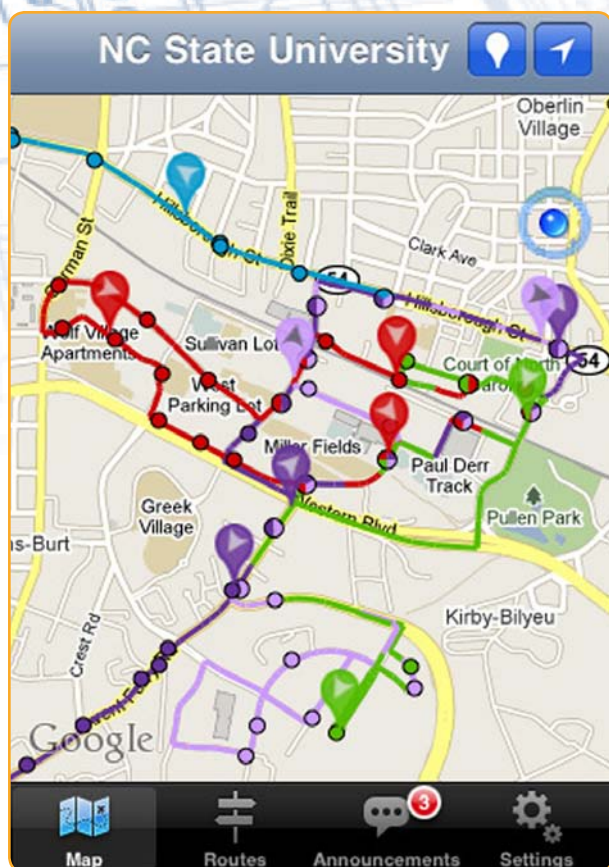 NC State University
Oberlin
Village
Hillsborough St
Dixie Trail
Clark Ave
54
Hillsborough St
Wolf Village
Apartments
Sullivan Lot
Court of North
54
West
Parking Lot
Miller Fields
Paul Derr
Track
Greek
Village
Western Blvd
Pullen Park
ns-Burt
Kirby-Bilyeu
Crest Rd
Google
3
Map
Routes
Announcements
Settings